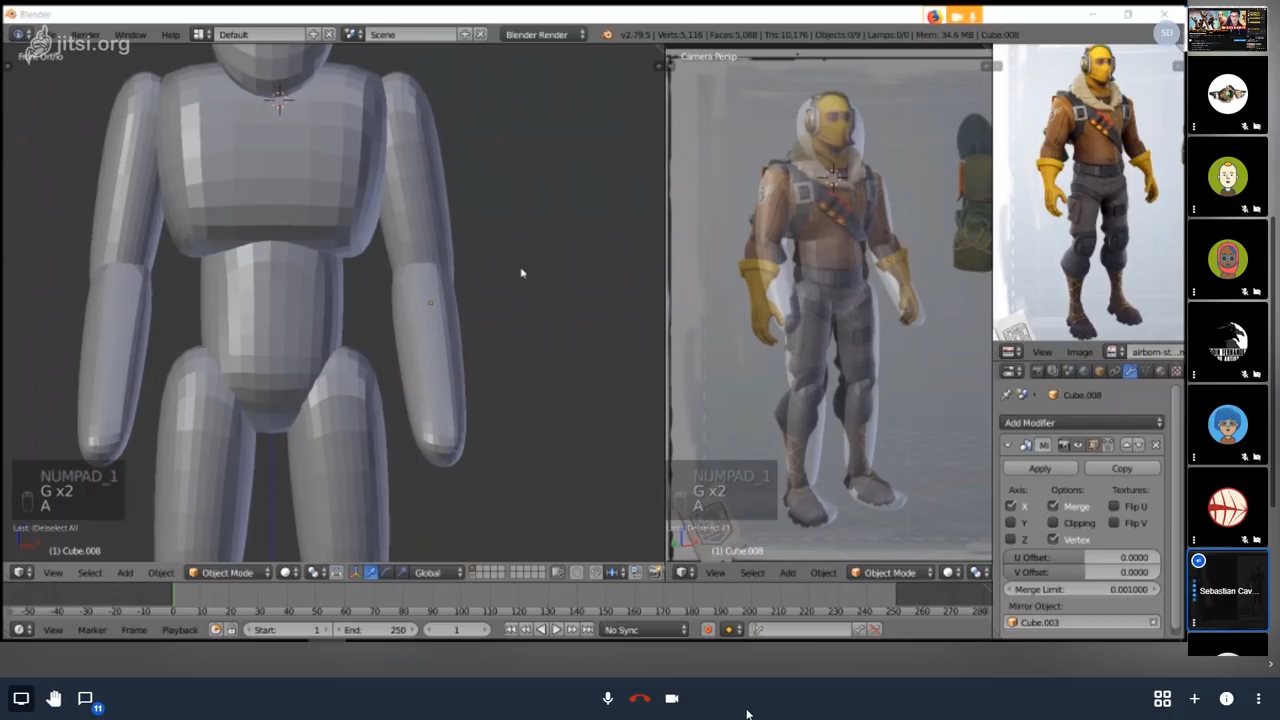 Blender
jitsi.org
Render
Window
Help
Default
Scene
Blender Render
v2.79.5 | Verts:5,116 | Faces:5,088 | Tris:10,176 | Objects:0/9 | Lamps:0/0 | Mem: 34.6 MB | Cube.008
SD
Front Ortho
Camera Persp
NUMPAD_1
G x2
A
Last: (De)select All
(1) Cube.008
NUMPAD_1
G x2
A
(1) Cube.008
View
Image
airborn-st...
Cube.008
Add Modifier
Mi
Apply
Copy
Axis:
Options:
Textures:
X
Merge
Flip U
Y
Clipping
Flip V
Z
Vertex
U Offset: 0.0000
V Offset: 0.0000
Merge Limit: 0.001000
Mirror Object:
Cube.003
View
Select
Add
Object
Object Mode
Global
View
Select
Add
Object
Object Mode
-50 -40 -30 -20 -10 0 10 20 30 40 50 60 70 80 90 100 110 120 130 140 150 160 170 180 190 200 210 220 230 240 250 260 270 280
View
Marker
Frame
Playback
Start: 1
End: 250
1
No Sync
Sebastian Cav...
11